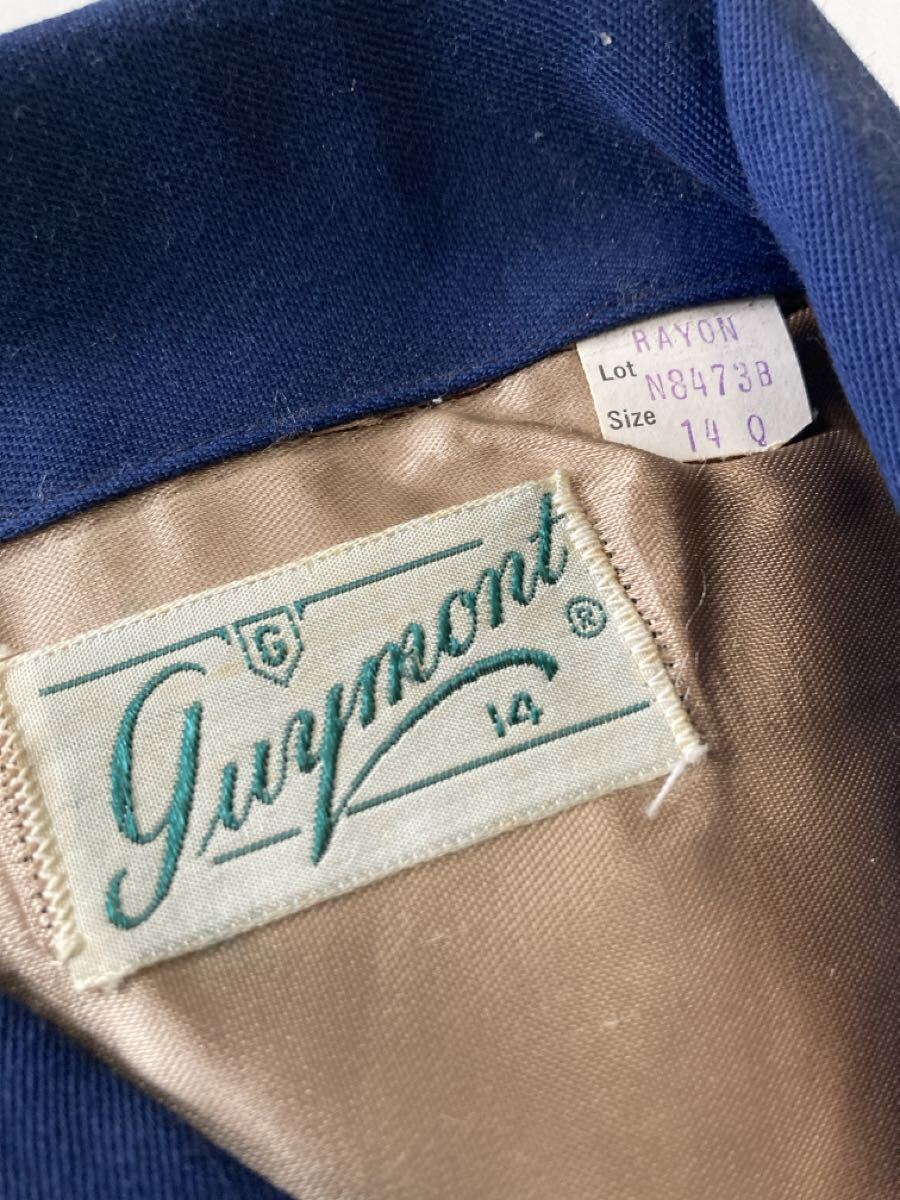 RAYON
Lot N8473B
Size 14 Q
G
Guymont ®
14